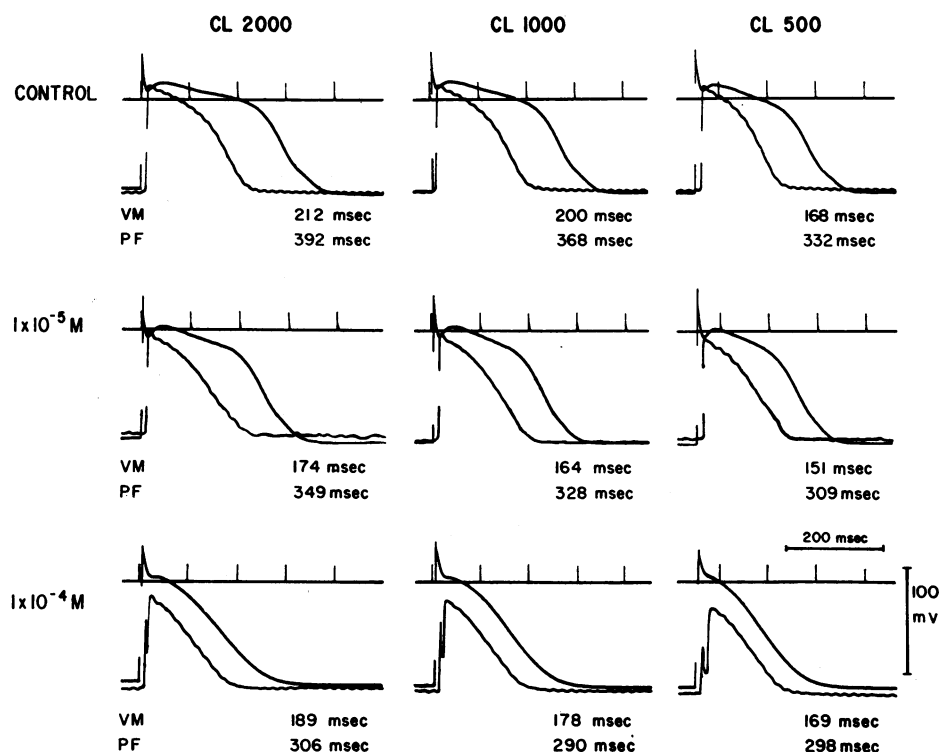 CL 2000 CL 1000 CL 500
CONTROL
VM 212 msec 200 msec 168 msec
PF 392 msec 368 msec 332 msec
1x10⁻⁵ M
VM 174 msec 164 msec 151 msec
PF 349 msec 328 msec 309 msec
200 msec
1x10⁻⁴ M
100
mv
VM 189 msec 178 msec 169 msec
PF 306 msec 290 msec 298 msec